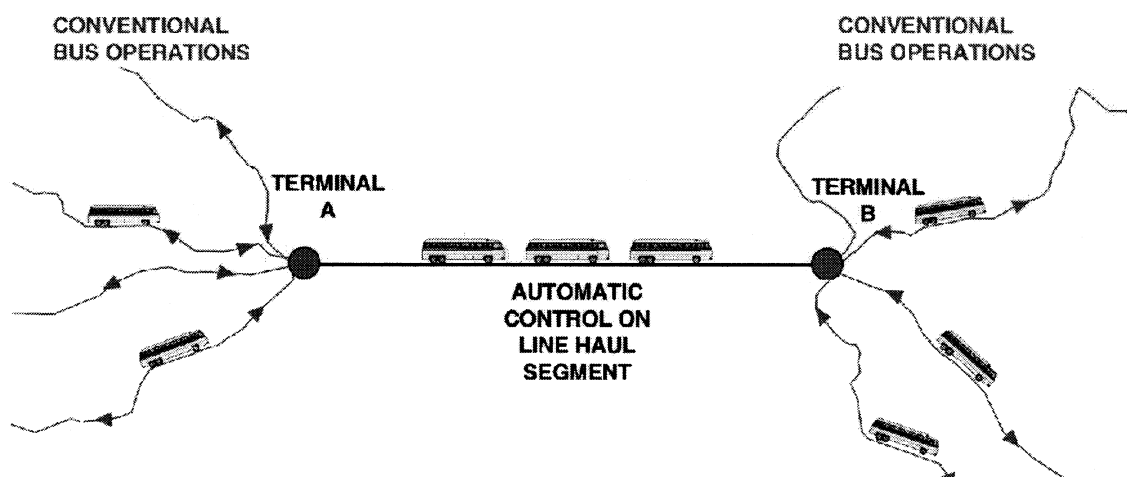 CONVENTIONAL
BUS OPERATIONS
CONVENTIONAL
BUS OPERATIONS
TERMINAL
A
TERMINAL
B
AUTOMATIC
CONTROL ON
LINE HAUL
SEGMENT